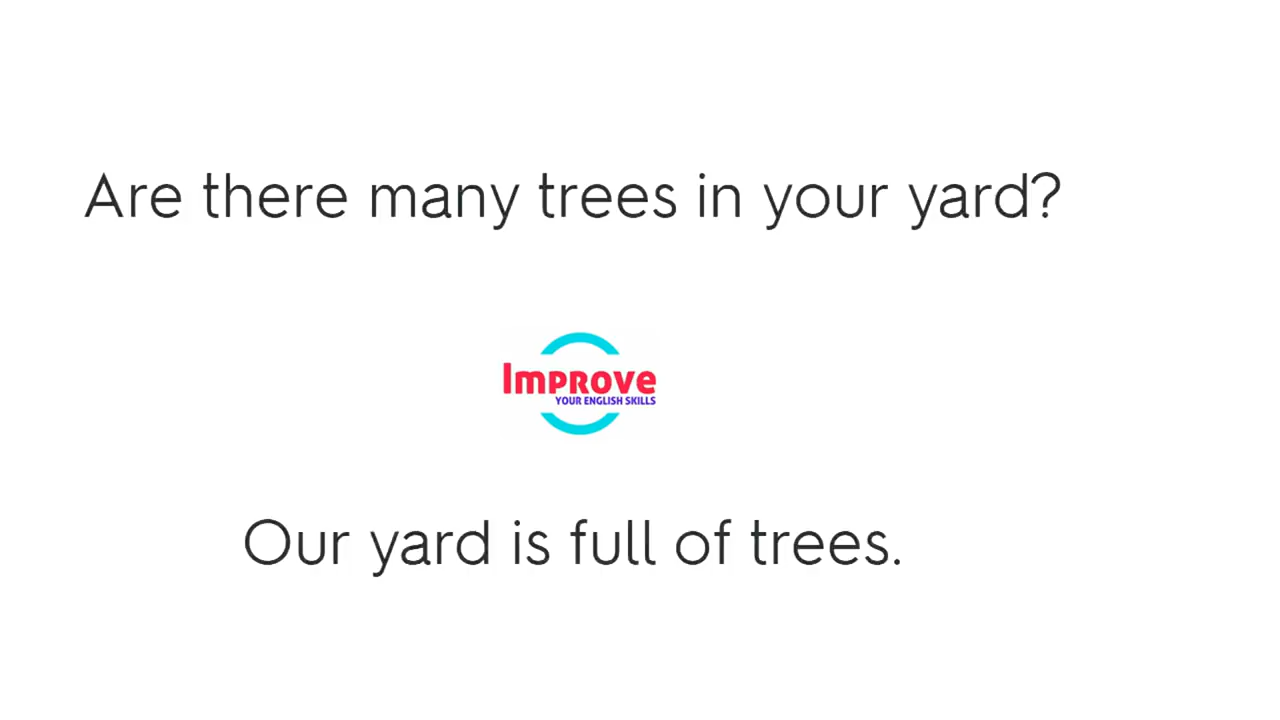 Are there many trees in your yard?
Improve
YOUR ENGLISH SKILLS
Our yard is full of trees.